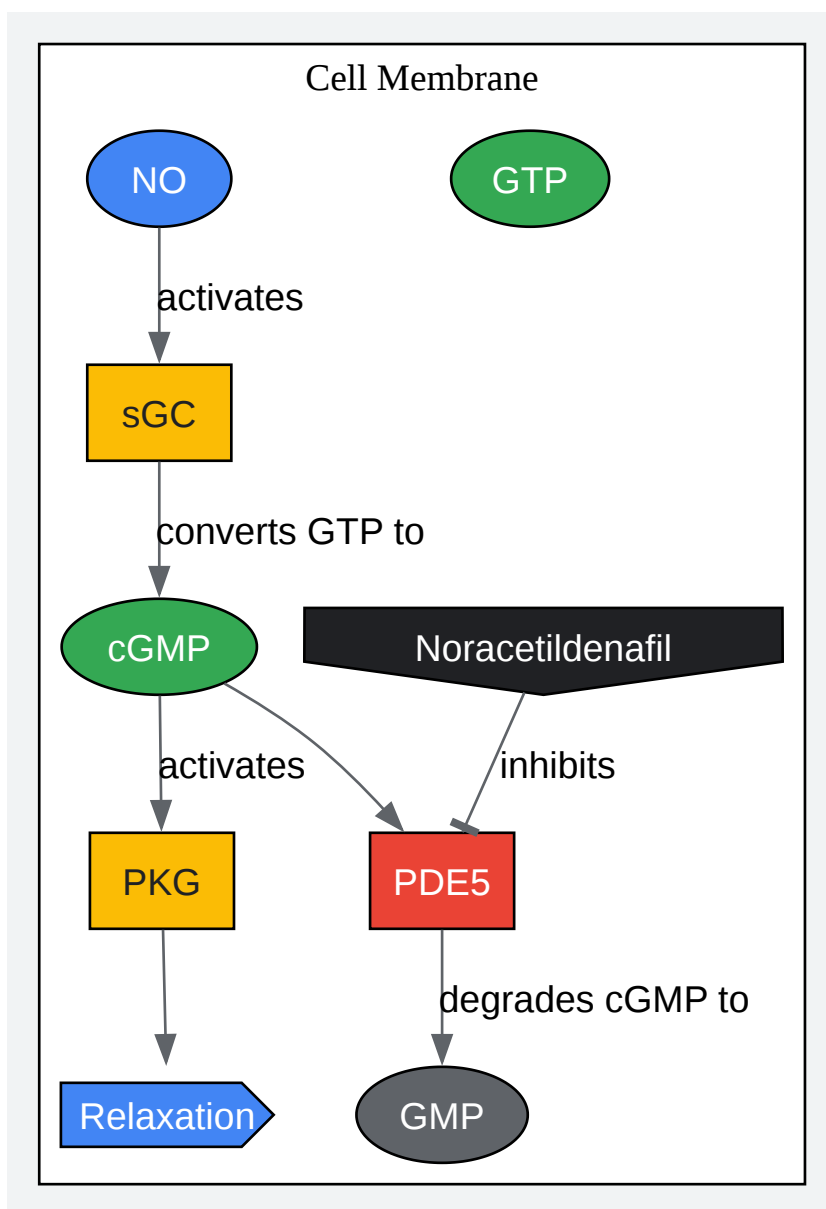 Cell Membrane
NO
GTP
activates
sGC
converts GTP to
cGMP
Noracetildenafil
activates
inhibits
PKG
PDE5
degrades cGMP to
Relaxation
GMP